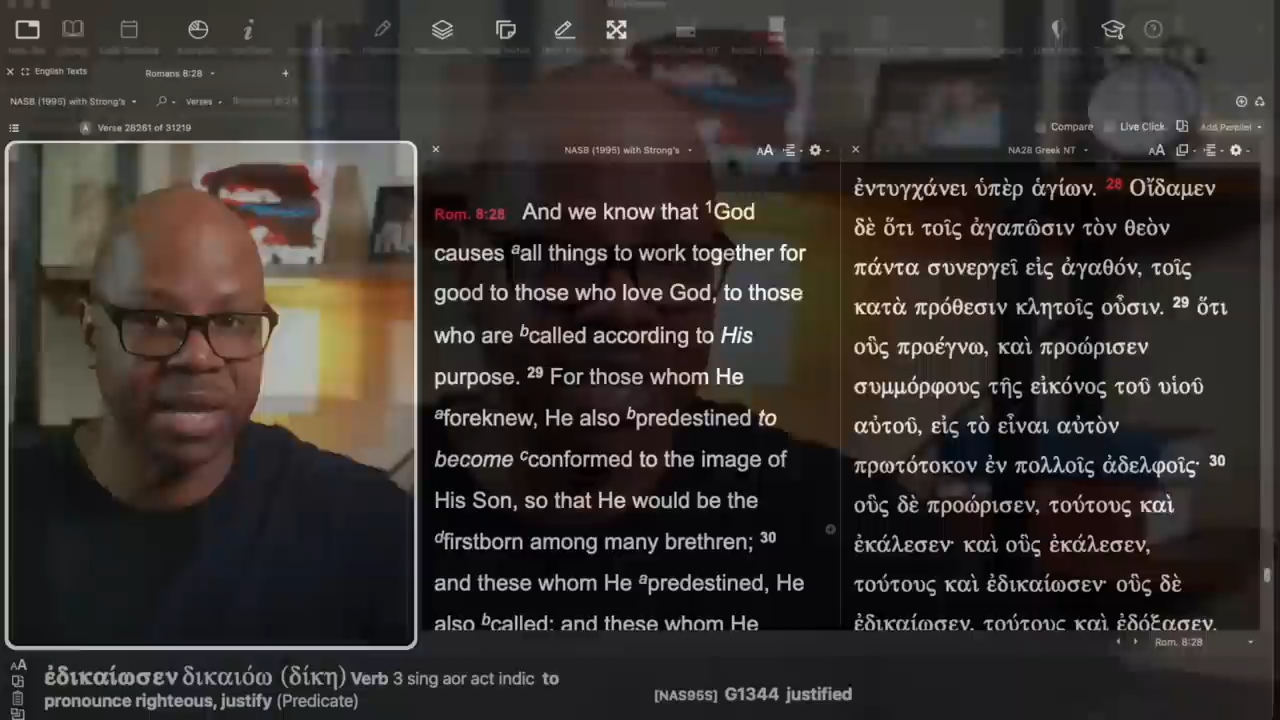 English Texts
Romans 8:28
NASB (1995) with Strong's
Verses
Verse 28261 of 31219
Compare
Live Click
Add Parallel
NASB (1995) with Strong's
AA
NA28 Greek NT
AA
Rom. 8:28 And we know that 1God
causes aall things to work together for
good to those who love God, to those
who are bcalled according to His
purpose. 29 For those whom He
aforeknew, He also bpredestined to
become cconformed to the image of
His Son, so that He would be the
dfirstborn among many brethren; 30
and these whom He apredestined, He
also bcalled; and these whom He
ἐντυγχάνει ὑπὲρ ἁγίων. 28 Οἴδαμεν
δὲ ὅτι τοῖς ἀγαπῶσιν τὸν θεὸν
πάντα συνεργεῖ εἰς ἀγαθόν, τοῖς
κατὰ πρόθεσιν κλητοῖς οὖσιν. 29 ὅτι
οὓς προέγνω, καὶ προώρισεν
συμμόρφους τῆς εἰκόνος τοῦ υἱοῦ
αὐτοῦ, εἰς τὸ εἶναι αὐτὸν
πρωτότοκον ἐν πολλοῖς ἀδελφοῖς· 30
οὓς δὲ προώρισεν, τούτους καὶ
ἐκάλεσεν· καὶ οὓς ἐκάλεσεν,
τούτους καὶ ἐδικαίωσεν· οὓς δὲ
ἐδικαίωσεν, τούτους καὶ ἐδόξασεν.
Rom. 8:28
AA
ἐδικαίωσεν δικαιόω (δίκη) Verb 3 sing aor act indic to
pronounce righteous, justify (Predicate)
[NAS95S] G1344 justified